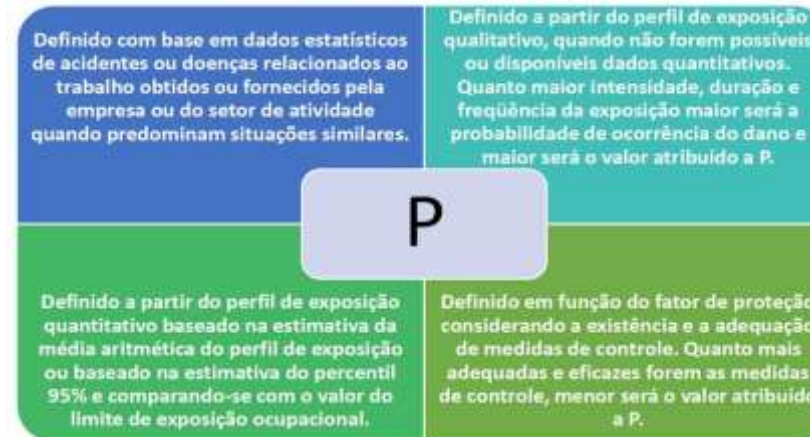 Definido com base em dados estatísticos
de acidentes ou doenças relacionados ao
trabalho obtidos ou fornecidos pela
empresa ou do setor de atividade
quando predominam situações similares.
Definido a partir do perfil de exposição
qualitativo, quando não forem possíveis
ou disponíveis dados quantitativos.
Quanto maior intensidade, duração e
freqüência da exposição maior será a
probabilidade de ocorrência do dano e
maior será o valor atribuído a P.
P
Definido a partir do perfil de exposição
quantitativo baseado na estimativa da
média aritmética do perfil de exposição
ou baseado na estimativa do percentil
95% e comparando-se com o valor do
limite de exposição ocupacional.
Definido em função do fator de proteção
considerando a existência e a adequação
de medidas de controle. Quanto mais
adequadas e eficazes forem as medidas
de controle, menor será o valor atribuído
a P.